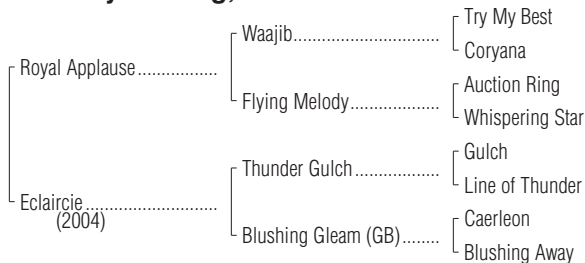 Royal Applause
Eclaircie
(2004)
Waajib
Flying Melody
Thunder Gulch
Blushing Gleam (GB)
Try My Best
Coryana
Auction Ring
Whispering Star
Gulch
Line of Thunder
Caerleon
Blushing Away